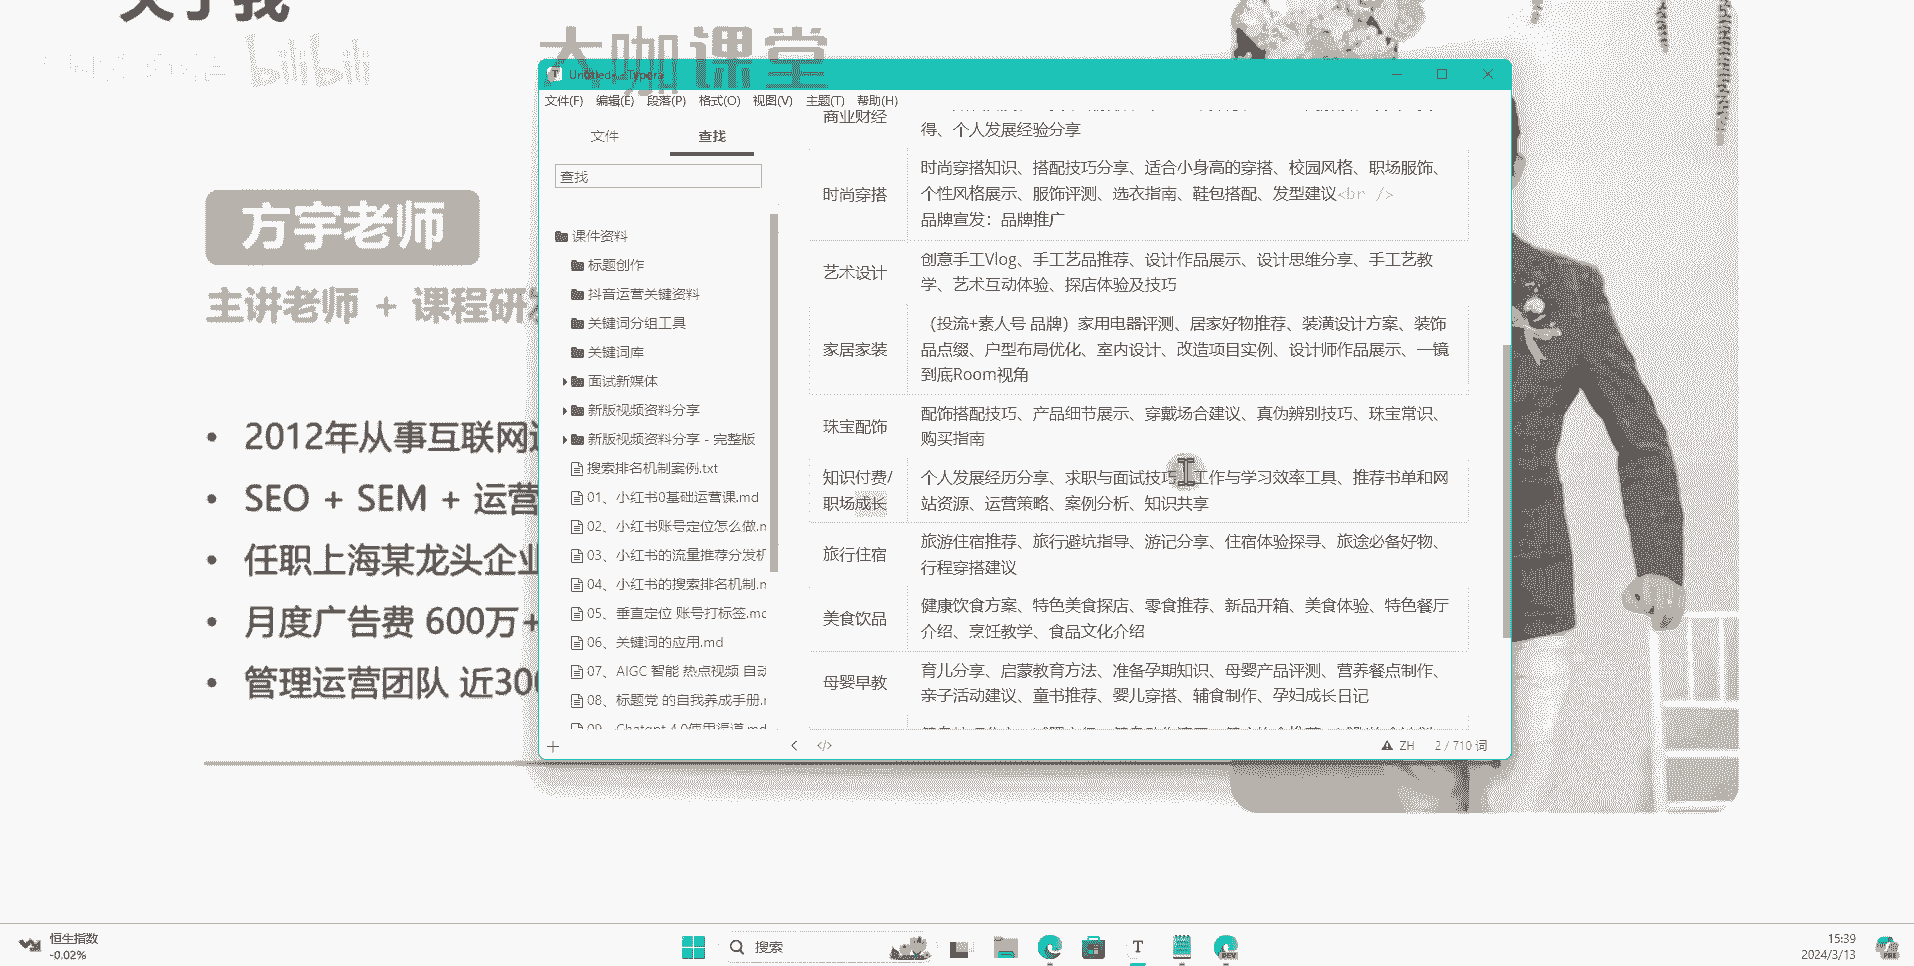 关于我
bilibili
大咖课堂
方宇老师
主讲老师 + 课程研发
2012年从事互联网
SEO + SEM + 运营
任职上海某龙头企业
月度广告费 600万+
管理运营团队 近300
Untitled - Typora
文件(F) 编辑(E) 段落(P) 格式(O) 视图(V) 主题(T) 帮助(H)
文件 查找
查找
课件资料
标题创作
抖音运营关键资料
关键词分组工具
关键词库
面试新媒体
新版视频资料分享
新版视频资料分享 - 完整版
搜索排名机制案例.txt
01、小红书0基础运营课.md
02、小红书账号定位怎么做.m
03、小红书的流量推荐分发机
04、小红书的搜索排名机制.m
05、垂直定位 账号打标签.md
06、关键词的应用.md
07、AIGC 智能 热点视频 自动
08、标题党 的自我养成手册.m
09、Chatgpt 4.0使用渠道.md
商业财经
得、个人发展经验分享
时尚穿搭
时尚穿搭知识、搭配技巧分享、适合小身高的穿搭、校园风格、职场服饰、
个性风格展示、服饰评测、选衣指南、鞋包搭配、发型建议<br />
品牌宣发：品牌推广
艺术设计
创意手工Vlog、手工艺品推荐、设计作品展示、设计思维分享、手工艺教
学、艺术互动体验、探店体验及技巧
家居家装
（投流+素人号 品牌）家用电器评测、居家好物推荐、装潢设计方案、装饰
品点缀、户型布局优化、室内设计、改造项目实例、设计师作品展示、一镜
到底Room视角
珠宝配饰
配饰搭配技巧、产品细节展示、穿戴场合建议、真伪辨别技巧、珠宝常识、
购买指南
知识付费/
职场成长
个人发展经历分享、求职与面试技巧、工作与学习效率工具、推荐书单和网
站资源、运营策略、案例分析、知识共享
旅行住宿
旅游住宿推荐、旅行避坑指导、游记分享、住宿体验探寻、旅途必备好物、
行程穿搭建议
美食饮品
健康饮食方案、特色美食探店、零食推荐、新品开箱、美食体验、特色餐厅
介绍、烹饪教学、食品文化介绍
母婴早教
育儿分享、启蒙教育方法、准备孕期知识、母婴产品评测、营养餐点制作、
亲子活动建议、童书推荐、婴儿穿搭、辅食制作、孕妇成长日记
</> ZH 2 / 710 词
恒生指数
-0.02%
搜索
DEV
15:39
2024/3/13
PRE